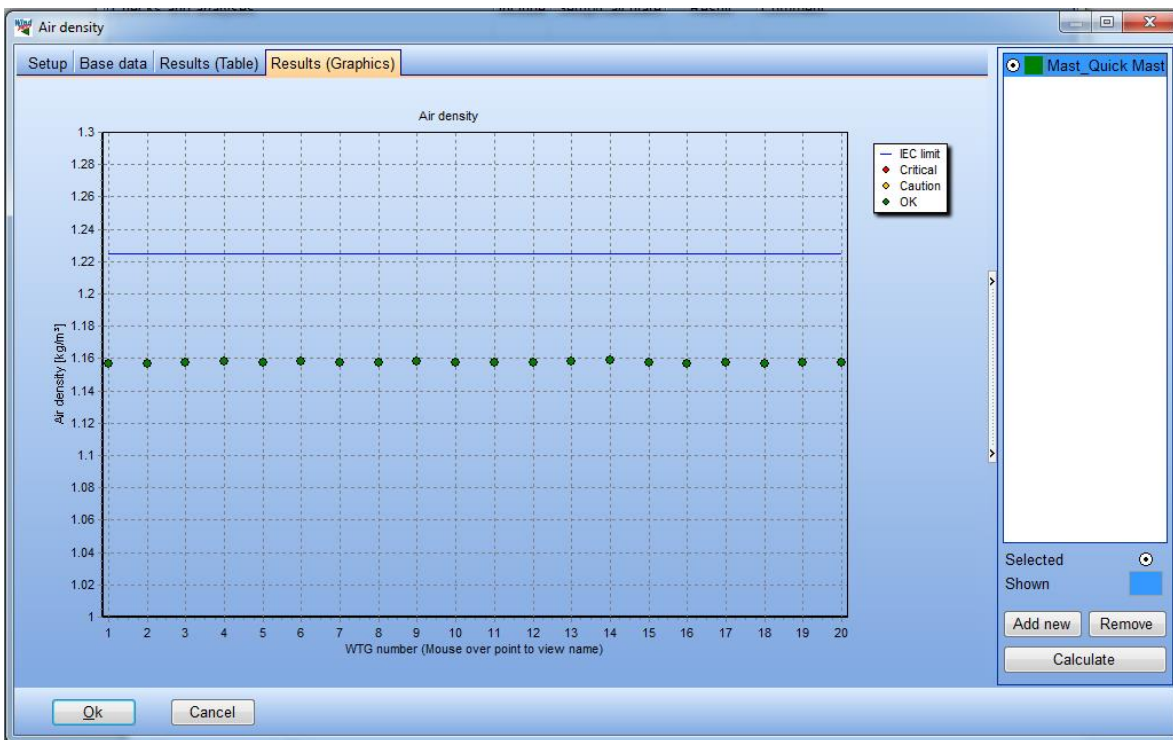 Wind
Air density
Setup Base data Results (Table) Results (Graphics)
Air density
1.3
1.28
1.26
1.24
1.22
1.2
1.18
1.16
1.14
1.12
1.1
1.08
1.06
1.04
1.02
1
Air density [kg/m³]
1 2 3 4 5 6 7 8 9 10 11 12 13 14 15 16 17 18 19 20
WTG number (Mouse over point to view name)
IEC limit
Critical
Caution
OK
Mast_Quick Mast
Selected
Shown
Add new Remove
Calculate
Ok Cancel